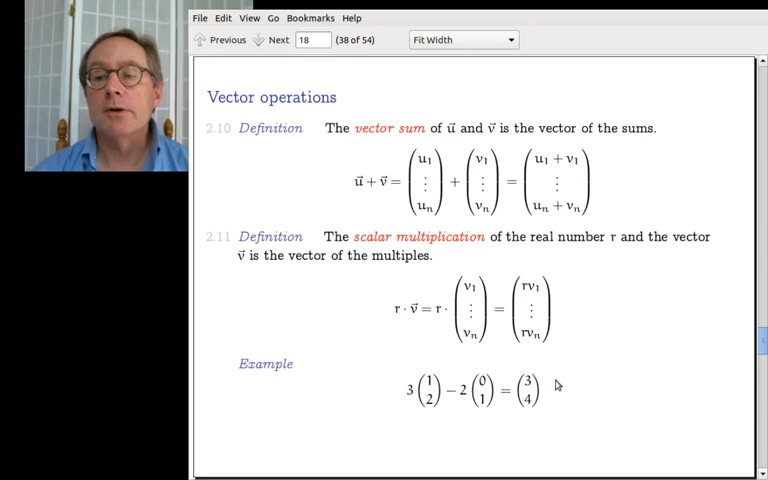 File Edit View Go Bookmarks Help
Previous Next 18 (38 of 54) Fit Width
Vector operations
2.10 Definition The vector sum of u⃗ and v⃗ is the vector of the sums.
u⃗ + v⃗ = (u₁ ⋮ uₙ) + (v₁ ⋮ vₙ) = (u₁ + v₁ ⋮ uₙ + vₙ)
2.11 Definition The scalar multiplication of the real number r and the vector
v⃗ is the vector of the multiples.
r · v⃗ = r · (v₁ ⋮ vₙ) = (rv₁ ⋮ rvₙ)
Example
3 (1 2) − 2 (0 1) = (3 4)